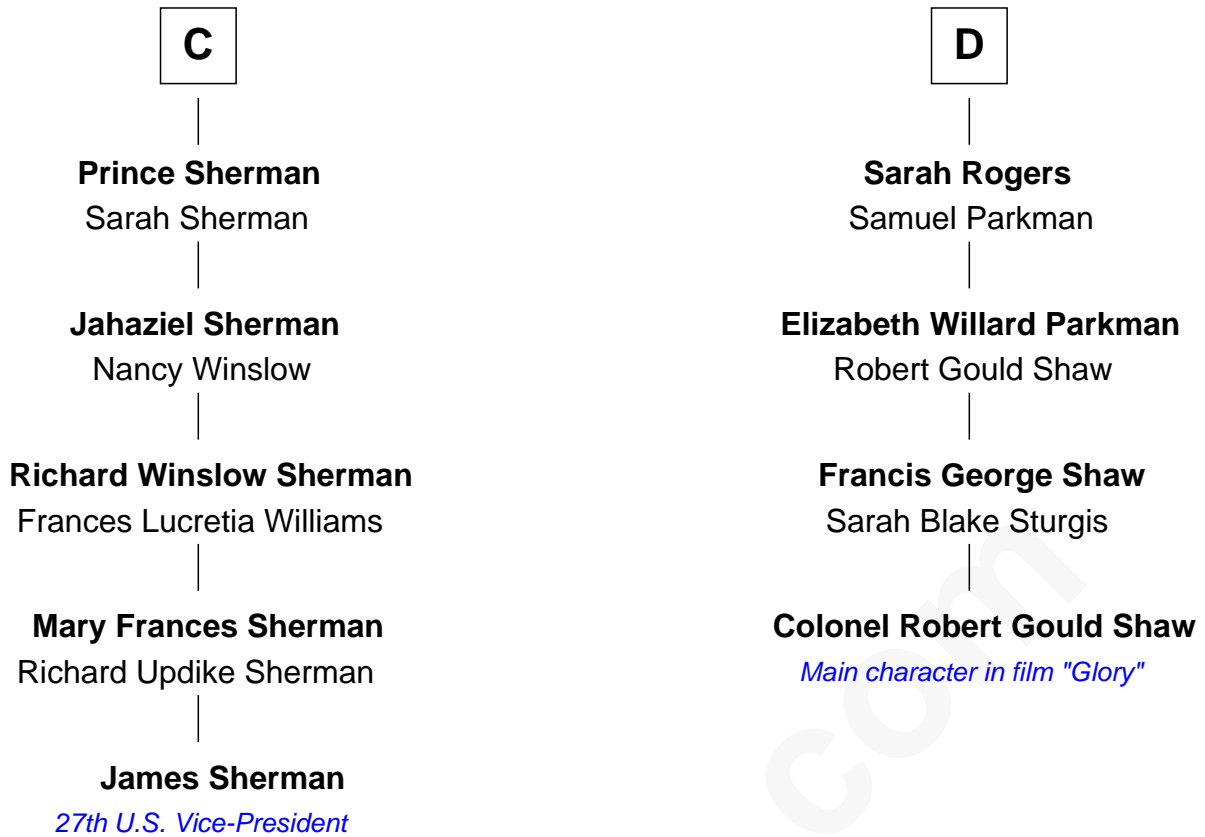 C
Prince Sherman
Sarah Sherman
Jahaziel Sherman
Nancy Winslow
Richard Winslow Sherman
Frances Lucretia Williams
Mary Frances Sherman
Richard Updike Sherman
James Sherman
27th U.S. Vice-President
D
Sarah Rogers
Samuel Parkman
Elizabeth Willard Parkman
Robert Gould Shaw
Francis George Shaw
Sarah Blake Sturgis
Colonel Robert Gould Shaw
Main character in film "Glory"
com